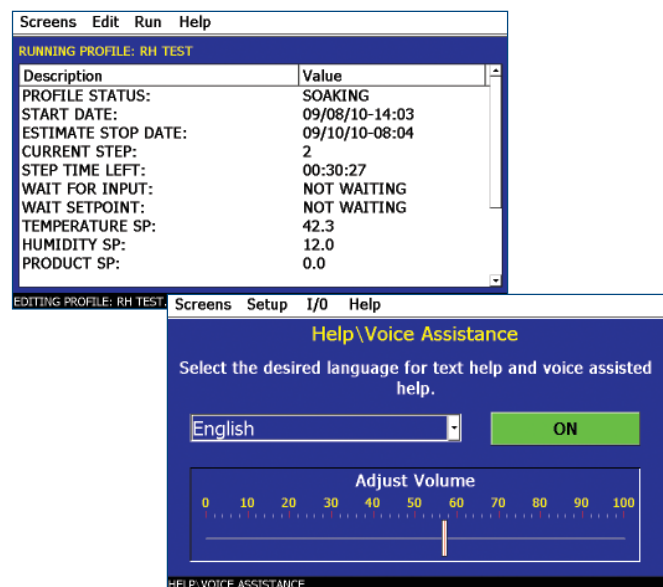 Screens Edit Run Help
RUNNING PROFILE: RH TEST
Description Value
PROFILE STATUS: SOAKING
START DATE: 09/08/10-14:03
ESTIMATE STOP DATE: 09/10/10-08:04
CURRENT STEP: 2
STEP TIME LEFT: 00:30:27
WAIT FOR INPUT: NOT WAITING
WAIT SETPOINT: NOT WAITING
TEMPERATURE SP: 42.3
HUMIDITY SP: 12.0
PRODUCT SP: 0.0
EDITING PROFILE: RH TEST.
Screens Setup I/0 Help
Help\Voice Assistance
Select the desired language for text help and voice assisted
help.
English ON
Adjust Volume
0 10 20 30 40 50 60 70 80 90 100
HELP\VOICE ASSISTANCE